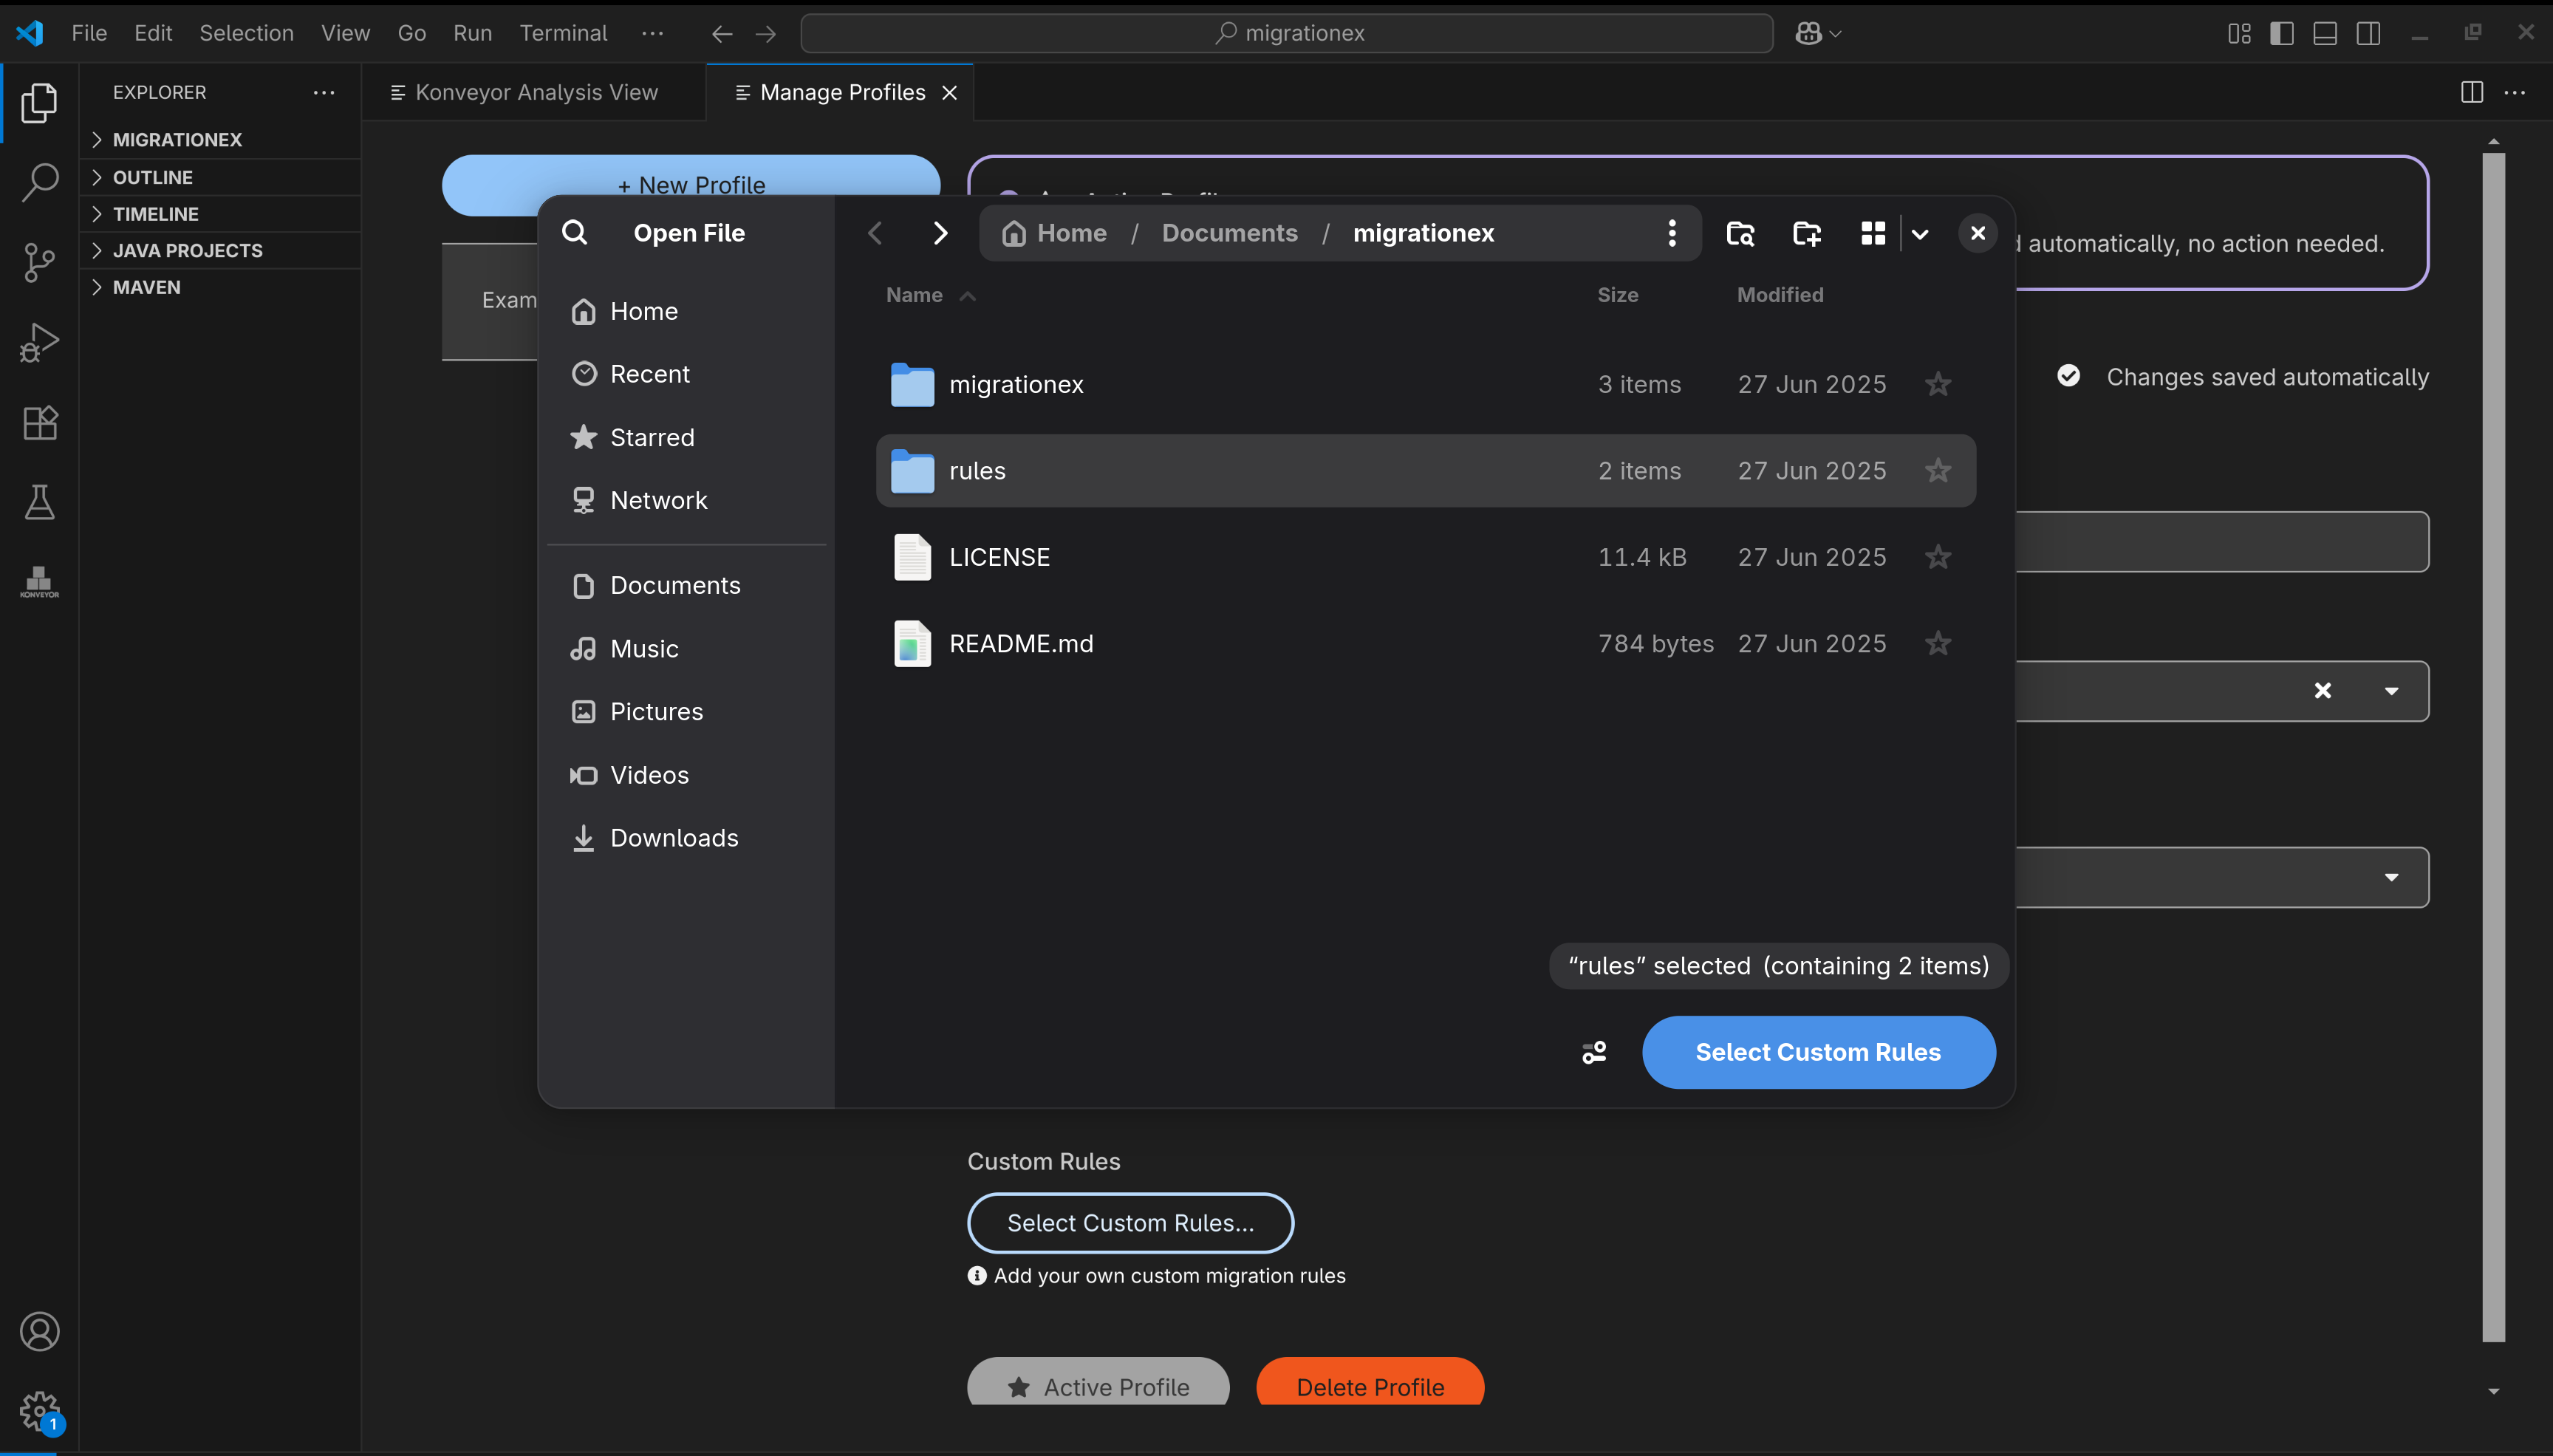 File Edit Selection View Go Run Terminal ···
migrationex
EXPLORER ···
MIGRATIONEX
OUTLINE
TIMELINE
JAVA PROJECTS
MAVEN
KONVEYOR
1
Konveyor Analysis View
Manage Profiles
+ New Profile
Exam
automatically, no action needed.
Changes saved automatically
Open File
Home
Recent
Starred
Network
Documents
Music
Pictures
Videos
Downloads
Home / Documents / migrationex
Name Size Modified
migrationex 3 items 27 Jun 2025
rules 2 items 27 Jun 2025
LICENSE 11.4 kB 27 Jun 2025
README.md 784 bytes 27 Jun 2025
“rules” selected (containing 2 items)
Select Custom Rules
Custom Rules
Select Custom Rules...
Add your own custom migration rules
Active Profile
Delete Profile